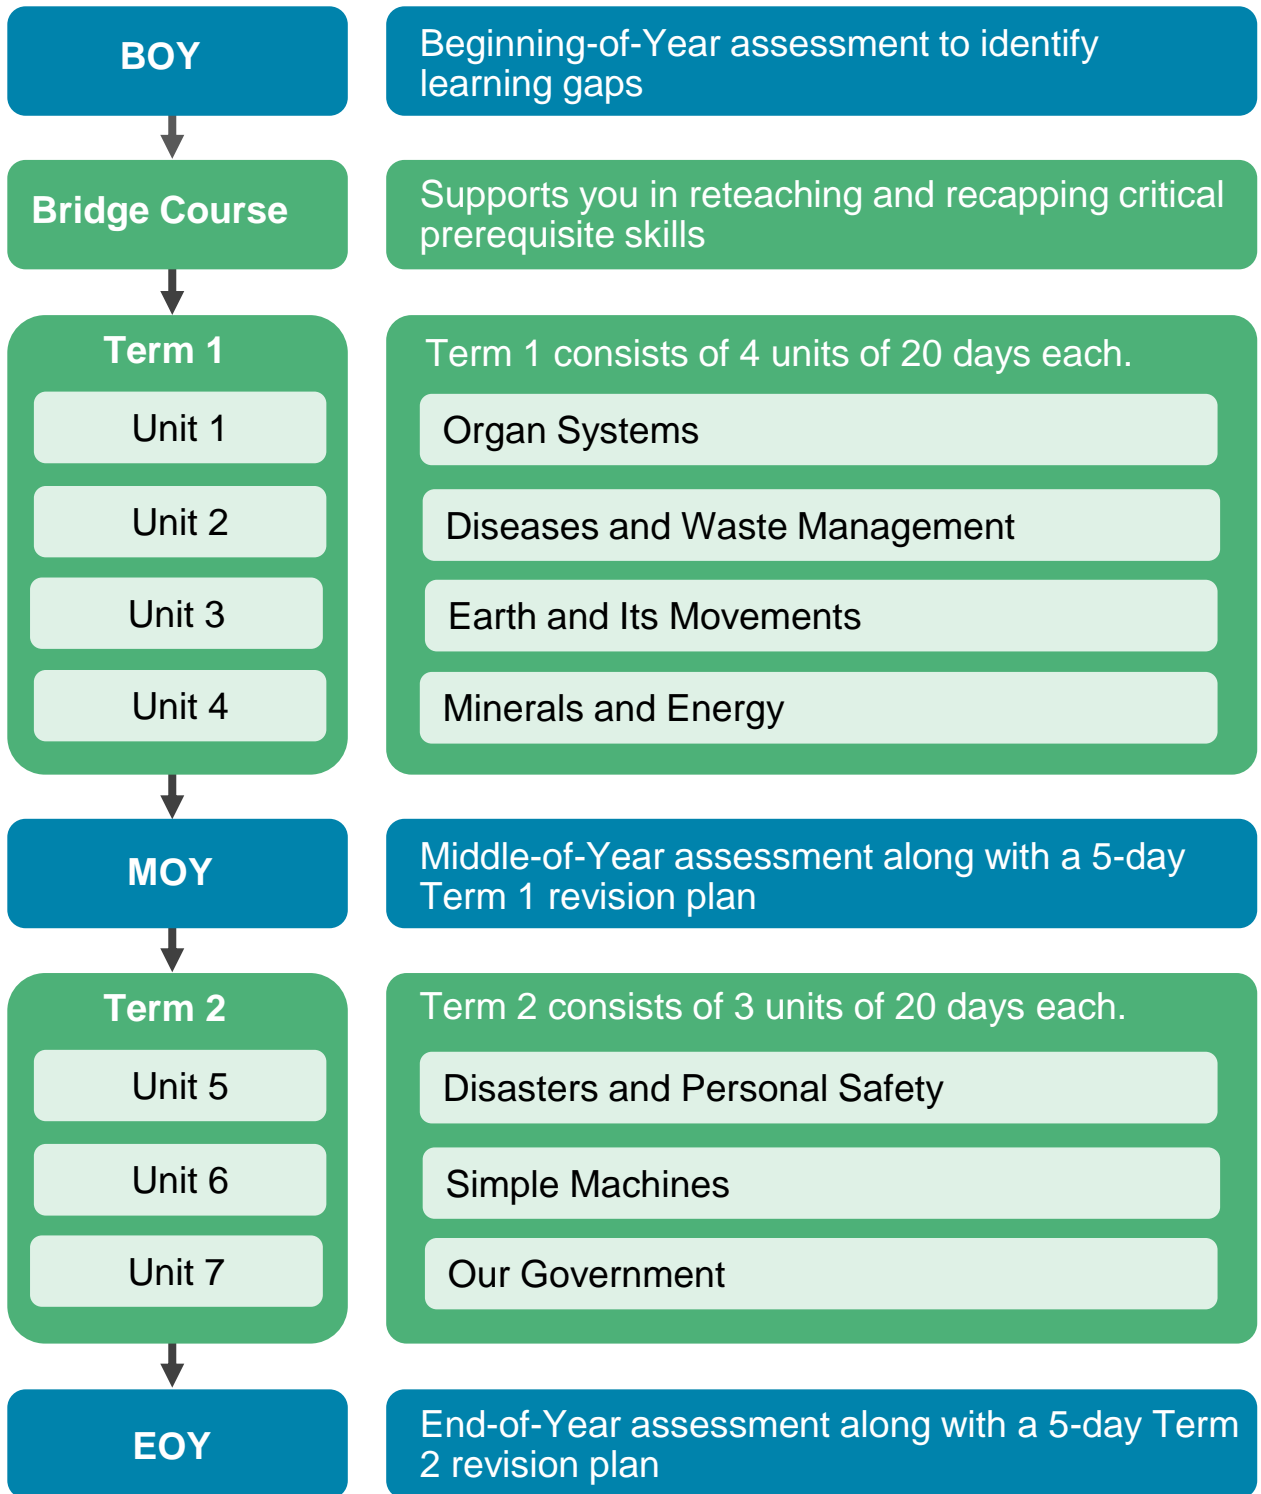 BOY
Beginning-of-Year assessment to identify
learning gaps
Bridge Course
Supports you in reteaching and recapping critical
prerequisite skills
Term 1
Term 1 consists of 4 units of 20 days each.
Unit 1
Organ Systems
Unit 2
Diseases and Waste Management
Unit 3
Earth and Its Movements
Unit 4
Minerals and Energy
MOY
Middle-of-Year assessment along with a 5-day
Term 1 revision plan
Term 2
Term 2 consists of 3 units of 20 days each.
Unit 5
Disasters and Personal Safety
Unit 6
Simple Machines
Unit 7
Our Government
EOY
End-of-Year assessment along with a 5-day Term
2 revision plan